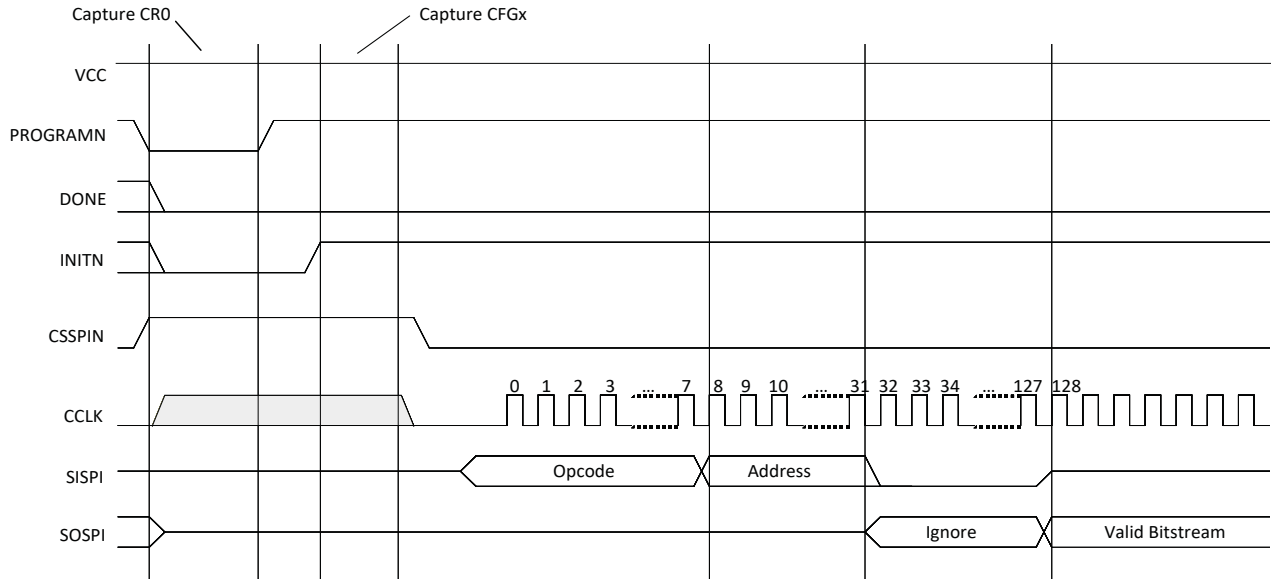 Capture CR0
Capture CFGx
VCC
PROGRAMN
DONE
INITN
CSSPIN
0 1 2 3 ... 7 8 9 10 ... 31 32 33 34 ... 127 128
CCLK
SISPI Opcode Address
SOSPI Ignore Valid Bitstream